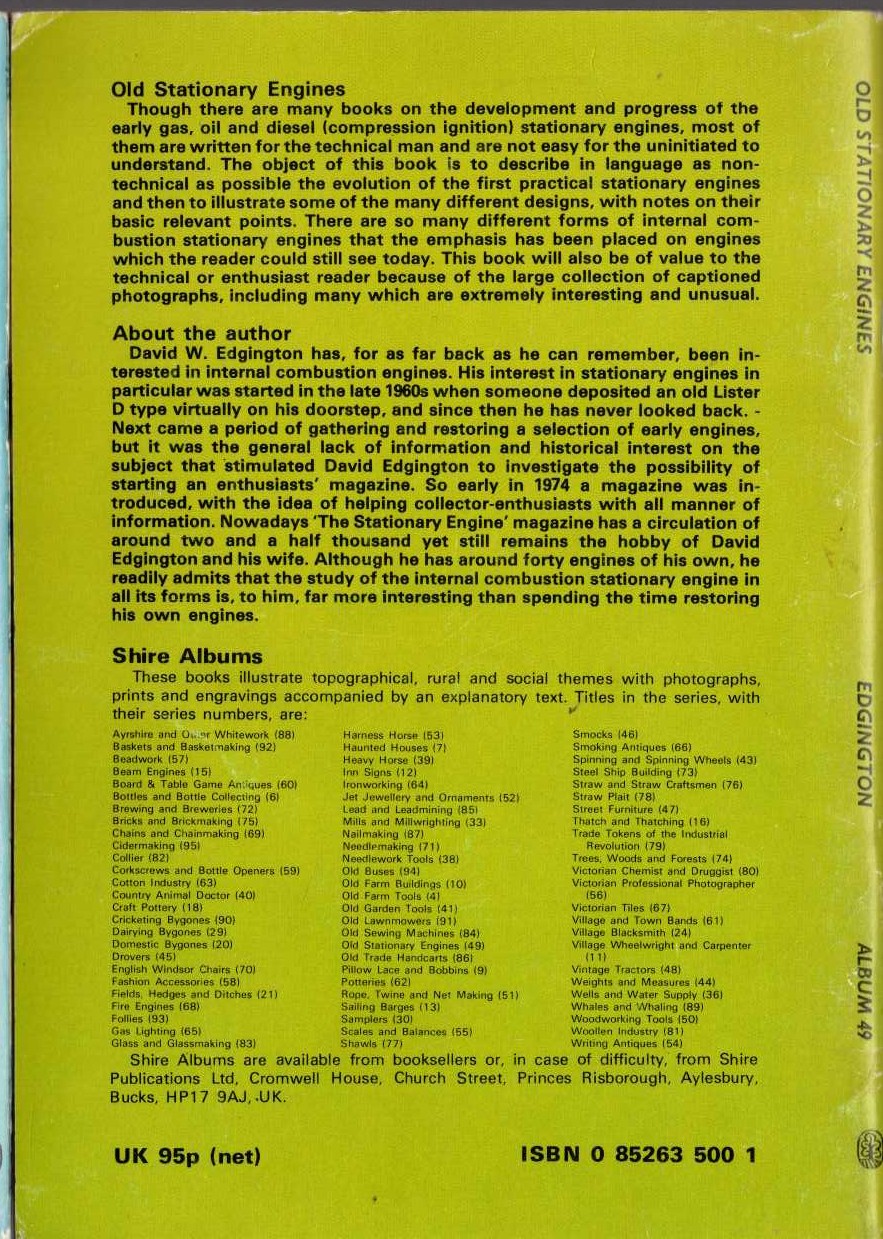 Old Stationary Engines
Though there are many books on the development and progress of the
early gas, oil and diesel (compression ignition) stationary engines, most of
them are written for the technical man and are not easy for the uninitiated to
understand. The object of this book is to describe in language as non-
technical as possible the evolution of the first practical stationary engines
and then to illustrate some of the many different designs, with notes on their
basic relevant points. There are so many different forms of internal com-
bustion stationary engines that the emphasis has been placed on engines
which the reader could still see today. This book will also be of value to the
technical or enthusiast reader because of the large collection of captioned
photographs, including many which are extremely interesting and unusual.
About the author
David W. Edgington has, for as far back as he can remember, been in-
terested in internal combustion engines. His interest in stationary engines in
particular was started in the late 1960s when someone deposited an old Lister
D type virtually on his doorstep, and since then he has never looked back. -
Next came a period of gathering and restoring a selection of early engines,
but it was the general lack of information and historical interest on the
subject that stimulated David Edgington to investigate the possibility of
starting an enthusiasts' magazine. So early in 1974 a magazine was in-
troduced, with the idea of helping collector-enthusiasts with all manner of
information. Nowadays 'The Stationary Engine' magazine has a circulation of
around two and a half thousand yet still remains the hobby of David
Edgington and his wife. Although he has around forty engines of his own, he
readily admits that the study of the internal combustion stationary engine in
all its forms is, to him, far more interesting than spending the time restoring
his own engines.
Shire Albums
These books illustrate topographical, rural and social themes with photographs,
prints and engravings accompanied by an explanatory text. Titles in the series, with
their series numbers, are:
Ayrshire and Other Whitework (88)
Baskets and Basketmaking (92)
Beadwork (57)
Beam Engines (15)
Board & Table Game Antiques (60)
Bottles and Bottle Collecting (6)
Brewing and Breweries (72)
Bricks and Brickmaking (75)
Chains and Chainmaking (69)
Cidermaking (95)
Collier (82)
Corkscrews and Bottle Openers (59)
Cotton Industry (63)
Country Animal Doctor (40)
Craft Pottery (18)
Cricketing Bygones (90)
Dairying Bygones (29)
Domestic Bygones (20)
Drovers (45)
English Windsor Chairs (70)
Fashion Accessories (58)
Fields, Hedges and Ditches (21)
Fire Engines (68)
Follies (93)
Gas Lighting (65)
Glass and Glassmaking (83)
Harness Horse (53)
Haunted Houses (7)
Heavy Horse (39)
Inn Signs (12)
Ironworking (64)
Jet Jewellery and Ornaments (52)
Lead and Leadmining (85)
Mills and Millwrighting (33)
Nailmaking (87)
Needlemaking (71)
Needlework Tools (38)
Old Buses (94)
Old Farm Buildings (10)
Old Farm Tools (4)
Old Garden Tools (41)
Old Lawnmowers (91)
Old Sewing Machines (84)
Old Stationary Engines (49)
Old Trade Handcarts (86)
Pillow Lace and Bobbins (9)
Potteries (62)
Rope, Twine and Net Making (51)
Sailing Barges (13)
Samplers (30)
Scales and Balances (55)
Shawls (77)
Smocks (46)
Smoking Antiques (66)
Spinning and Spinning Wheels (43)
Steel Ship Building (73)
Straw and Straw Craftsmen (76)
Straw Plait (78)
Street Furniture (47)
Thatch and Thatching (16)
Trade Tokens of the Industrial
Revolution (79)
Trees, Woods and Forests (74)
Victorian Chemist and Druggist (80)
Victorian Professional Photographer
(56)
Victorian Tiles (67)
Village and Town Bands (61)
Village Blacksmith (24)
Village Wheelwright and Carpenter
(11)
Vintage Tractors (48)
Weights and Measures (44)
Wells and Water Supply (36)
Whales and Whaling (89)
Woodworking Tools (50)
Woollen Industry (81)
Writing Antiques (54)
Shire Albums are available from booksellers or, in case of difficulty, from Shire
Publications Ltd, Cromwell House, Church Street, Princes Risborough, Aylesbury,
Bucks, HP17 9AJ, UK.
UK 95p (net)
ISBN 0 85263 500 1
OLD STATIONARY ENGINES
EDGINGTON
ALBUM 49